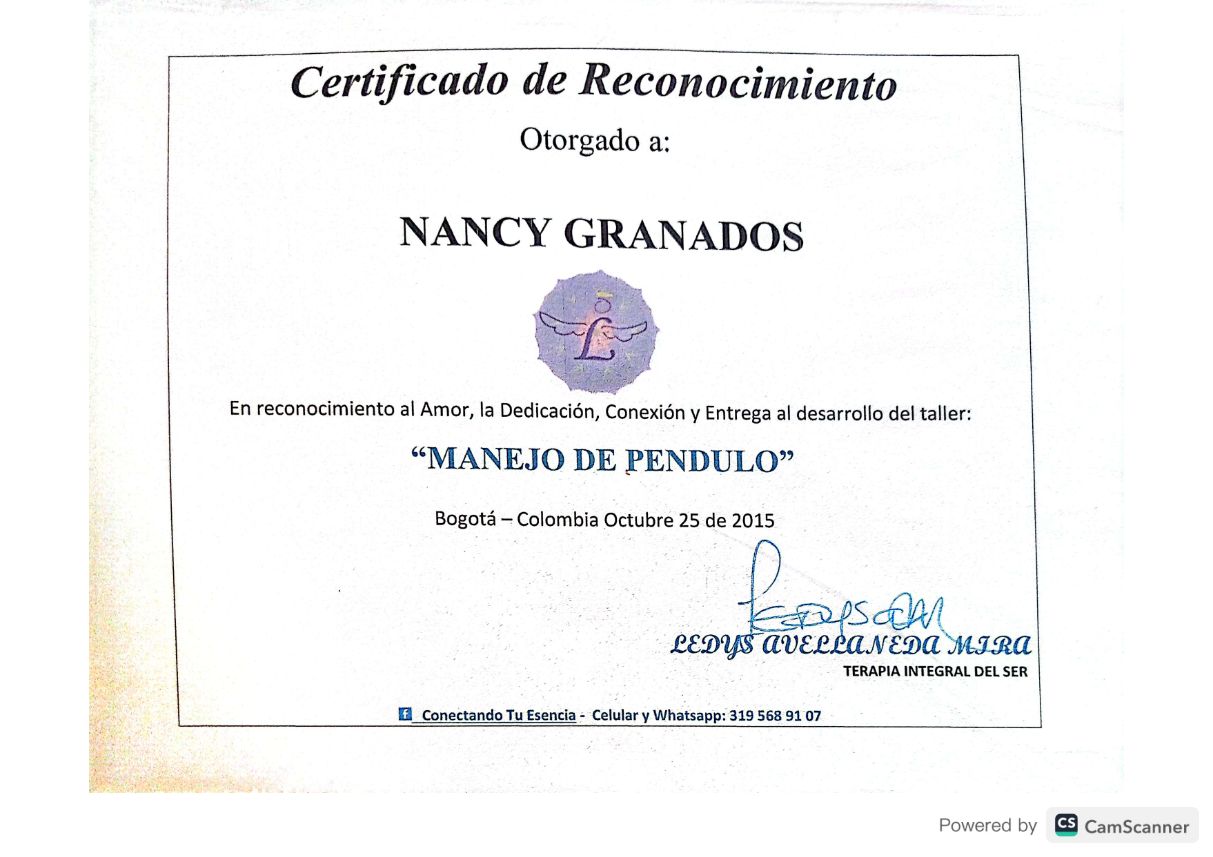 Certificado de Reconocimiento
Otorgado a:
NANCY GRANADOS
L
En reconocimiento al Amor, la Dedicación, Conexión y Entrega al desarrollo del taller:
“MANEJO DE PENDULO”
Bogotá – Colombia Octubre 25 de 2015
LEDYS AVELLANEDA MIRA
TERAPIA INTEGRAL DEL SER
f Conectando Tu Esencia - Celular y Whatsapp: 319 568 91 07
Powered by CS CamScanner